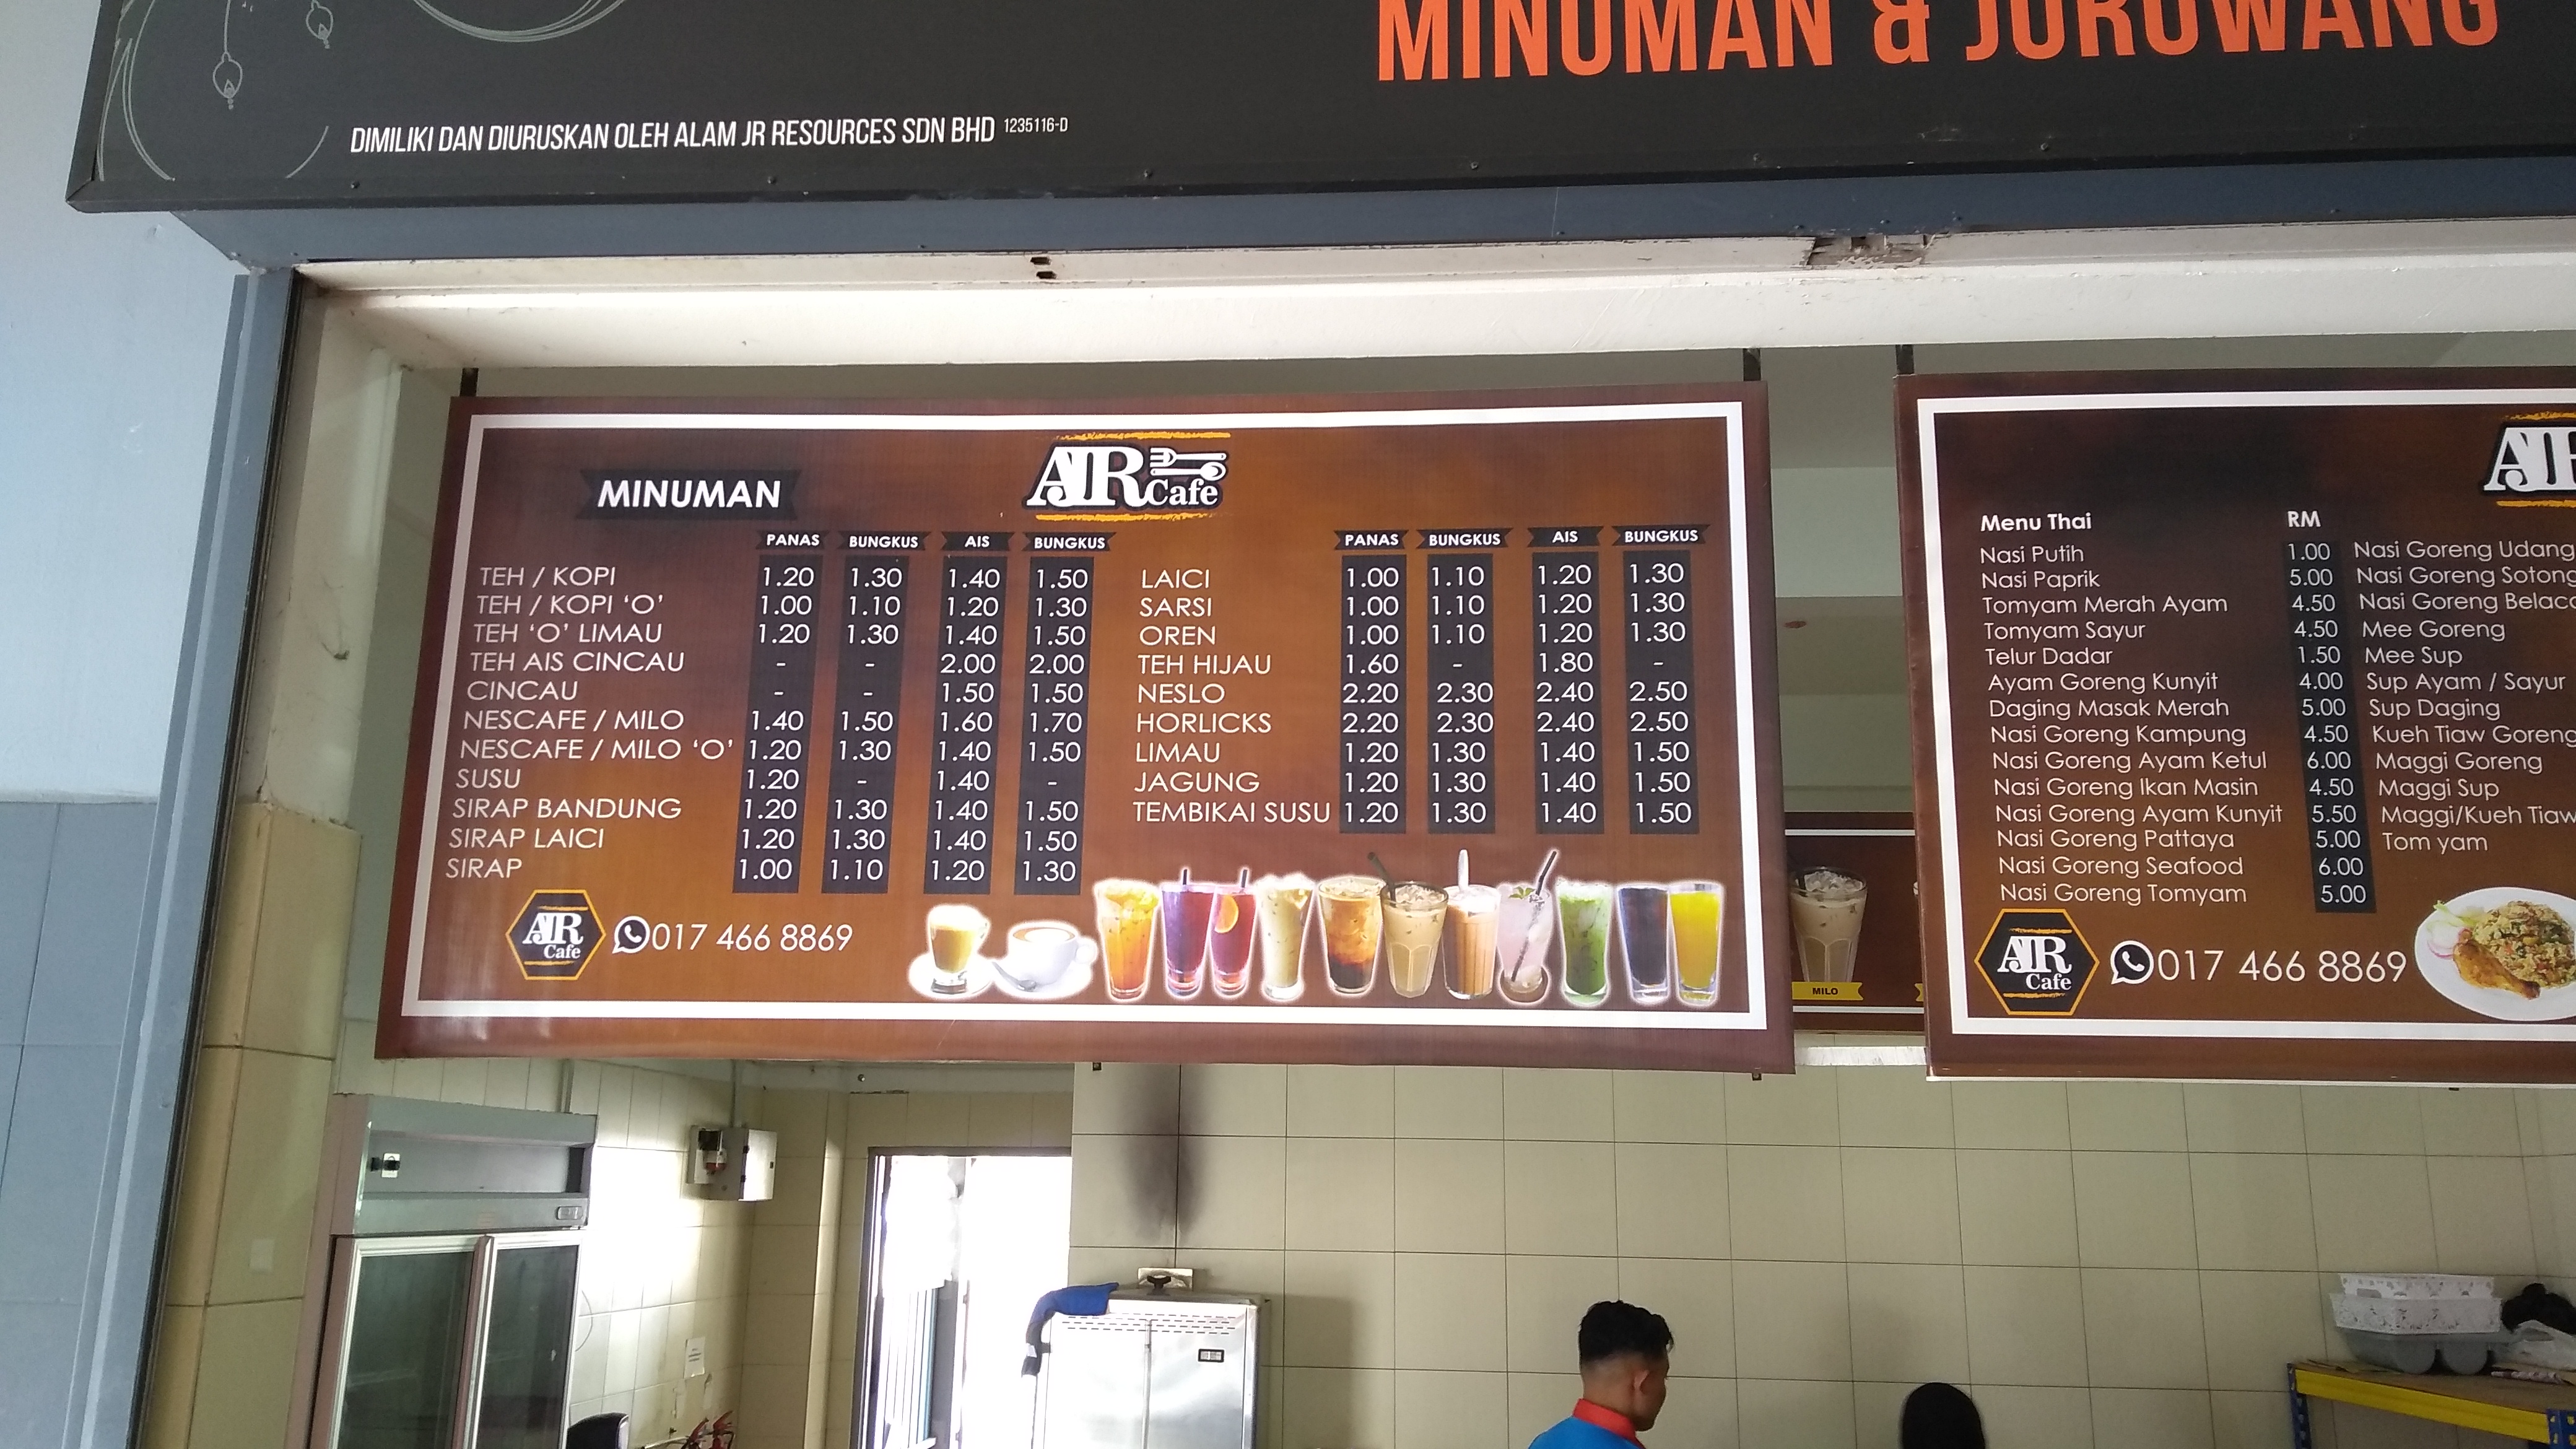 MINUMAN & JURUWANG
DIMILIKI DAN DIURUSKAN OLEH ALAM JR RESOURCES SDN BHD 1235116-D
AJR Cafe
MINUMAN
PANAS BUNGKUS AIS BUNGKUS
TEH / KOPI 1.20 1.30 1.40 1.50
TEH / KOPI ‘O’ 1.00 1.10 1.20 1.30
TEH ‘O’ LIMAU 1.20 1.30 1.40 1.50
TEH AIS CINCAU - - 2.00 2.00
CINCAU - - 1.50 1.50
NESCAFE / MILO 1.40 1.50 1.60 1.70
NESCAFE / MILO ‘O’ 1.20 1.30 1.40 1.50
SUSU 1.20 - 1.40 -
SIRAP BANDUNG 1.20 1.30 1.40 1.50
SIRAP LAICI 1.20 1.30 1.40 1.50
SIRAP 1.00 1.10 1.20 1.30
PANAS BUNGKUS AIS BUNGKUS
LAICI 1.00 1.10 1.20 1.30
SARSI 1.00 1.10 1.20 1.30
OREN 1.00 1.10 1.20 1.30
TEH HIJAU 1.60 - 1.80 -
NESLO 2.20 2.30 2.40 2.50
HORLICKS 2.20 2.30 2.40 2.50
LIMAU 1.20 1.30 1.40 1.50
JAGUNG 1.20 1.30 1.40 1.50
TEMBIKAI SUSU 1.20 1.30 1.40 1.50
AJR Cafe
017 466 8869
MILO
Menu Thai RM
Nasi Putih 1.00
Nasi Paprik 5.00
Tomyam Merah Ayam 4.50
Tomyam Sayur 4.50
Telur Dadar 1.50
Ayam Goreng Kunyit 4.00
Daging Masak Merah 5.00
Nasi Goreng Kampung 4.50
Nasi Goreng Ayam Ketul 6.00
Nasi Goreng Ikan Masin 4.50
Nasi Goreng Ayam Kunyit 5.50
Nasi Goreng Pattaya 5.00
Nasi Goreng Seafood 6.00
Nasi Goreng Tomyam 5.00
Nasi Goreng Udang
Nasi Goreng Sotong
Nasi Goreng
Mee Goreng
Mee Sup
Sup Ayam / Sayur
Sup Daging
Kueh Tiaw Goreng
Maggi Goreng
Maggi Sup
Maggi/Kueh Tiaw
Tom yam
AJR Cafe
017 466 8869